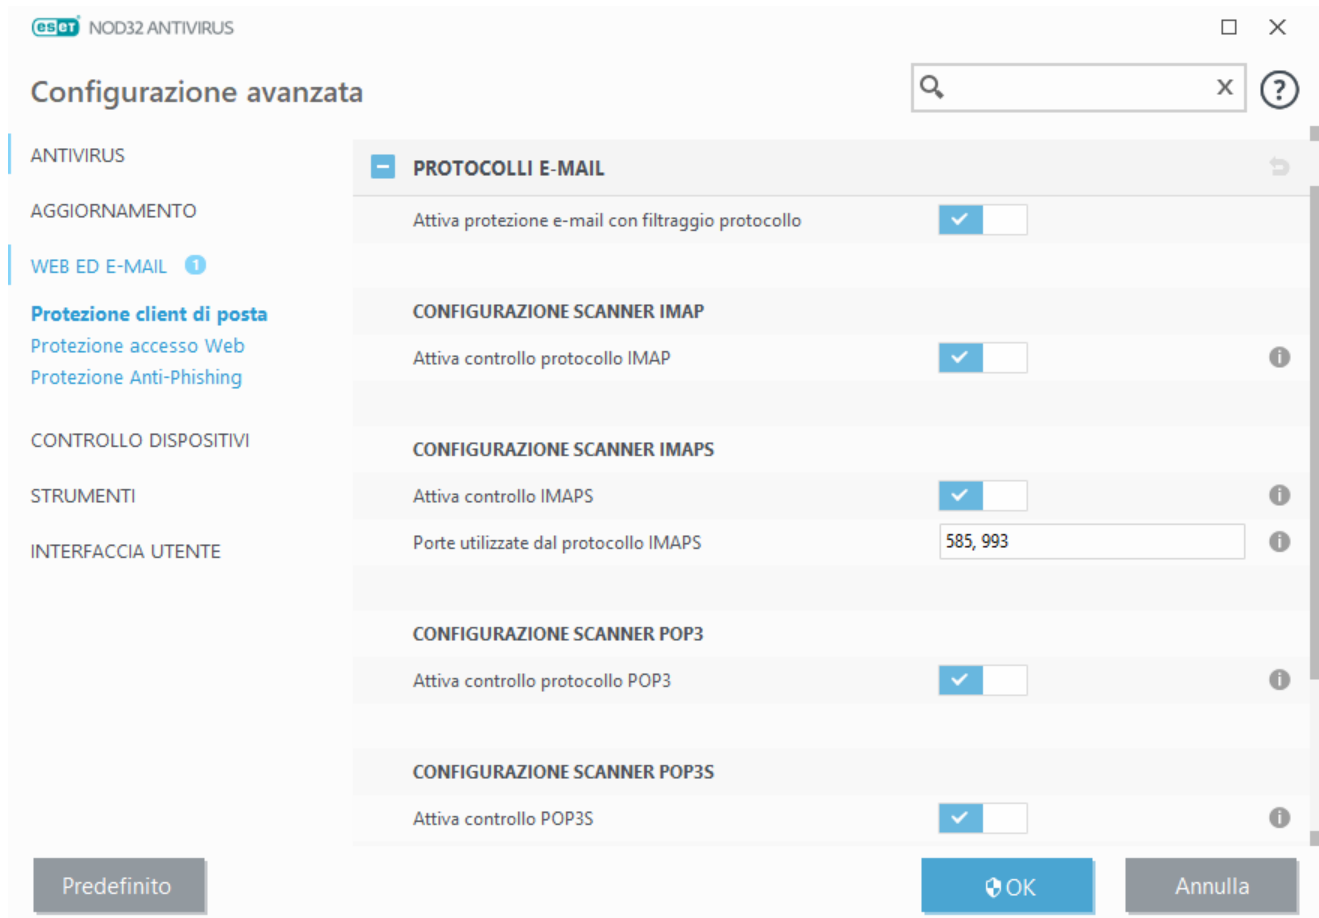 eset NOD32 ANTIVIRUS
Configurazione avanzata
ANTIVIRUS
AGGIORNAMENTO
WEB ED E-MAIL 1
Protezione client di posta
Protezione accesso Web
Protezione Anti-Phishing
CONTROLLO DISPOSITIVI
STRUMENTI
INTERFACCIA UTENTE
PROTOCOLLI E-MAIL
Attiva protezione e-mail con filtraggio protocollo
CONFIGURAZIONE SCANNER IMAP
Attiva controllo protocollo IMAP
CONFIGURAZIONE SCANNER IMAPS
Attiva controllo IMAPS
Porte utilizzate dal protocollo IMAPS 585, 993
CONFIGURAZIONE SCANNER POP3
Attiva controllo protocollo POP3
CONFIGURAZIONE SCANNER POP3S
Attiva controllo POP3S
Predefinito
OK
Annulla